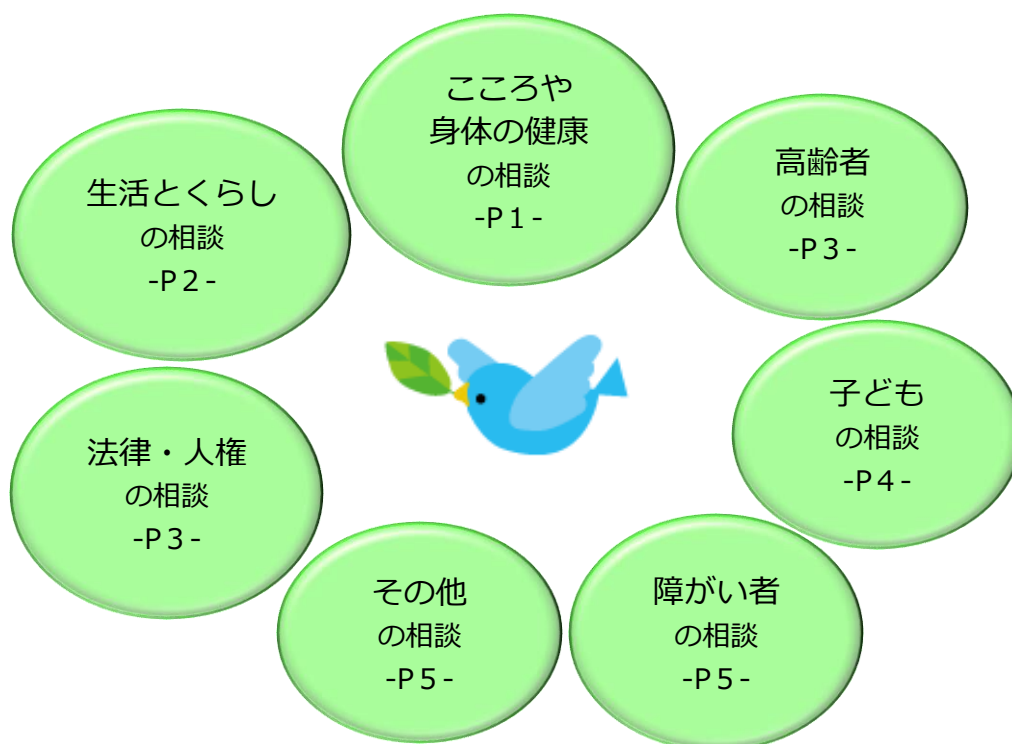 こころや
身体の健康
の相談
-P１-
高齢者
の相談
-P３-
生活とくらし
の相談
-P２-
子ども
の相談
-P４-
法律・人権
の相談
-P３-
その他
の相談
-P５-
障がい者
の相談
-P５-